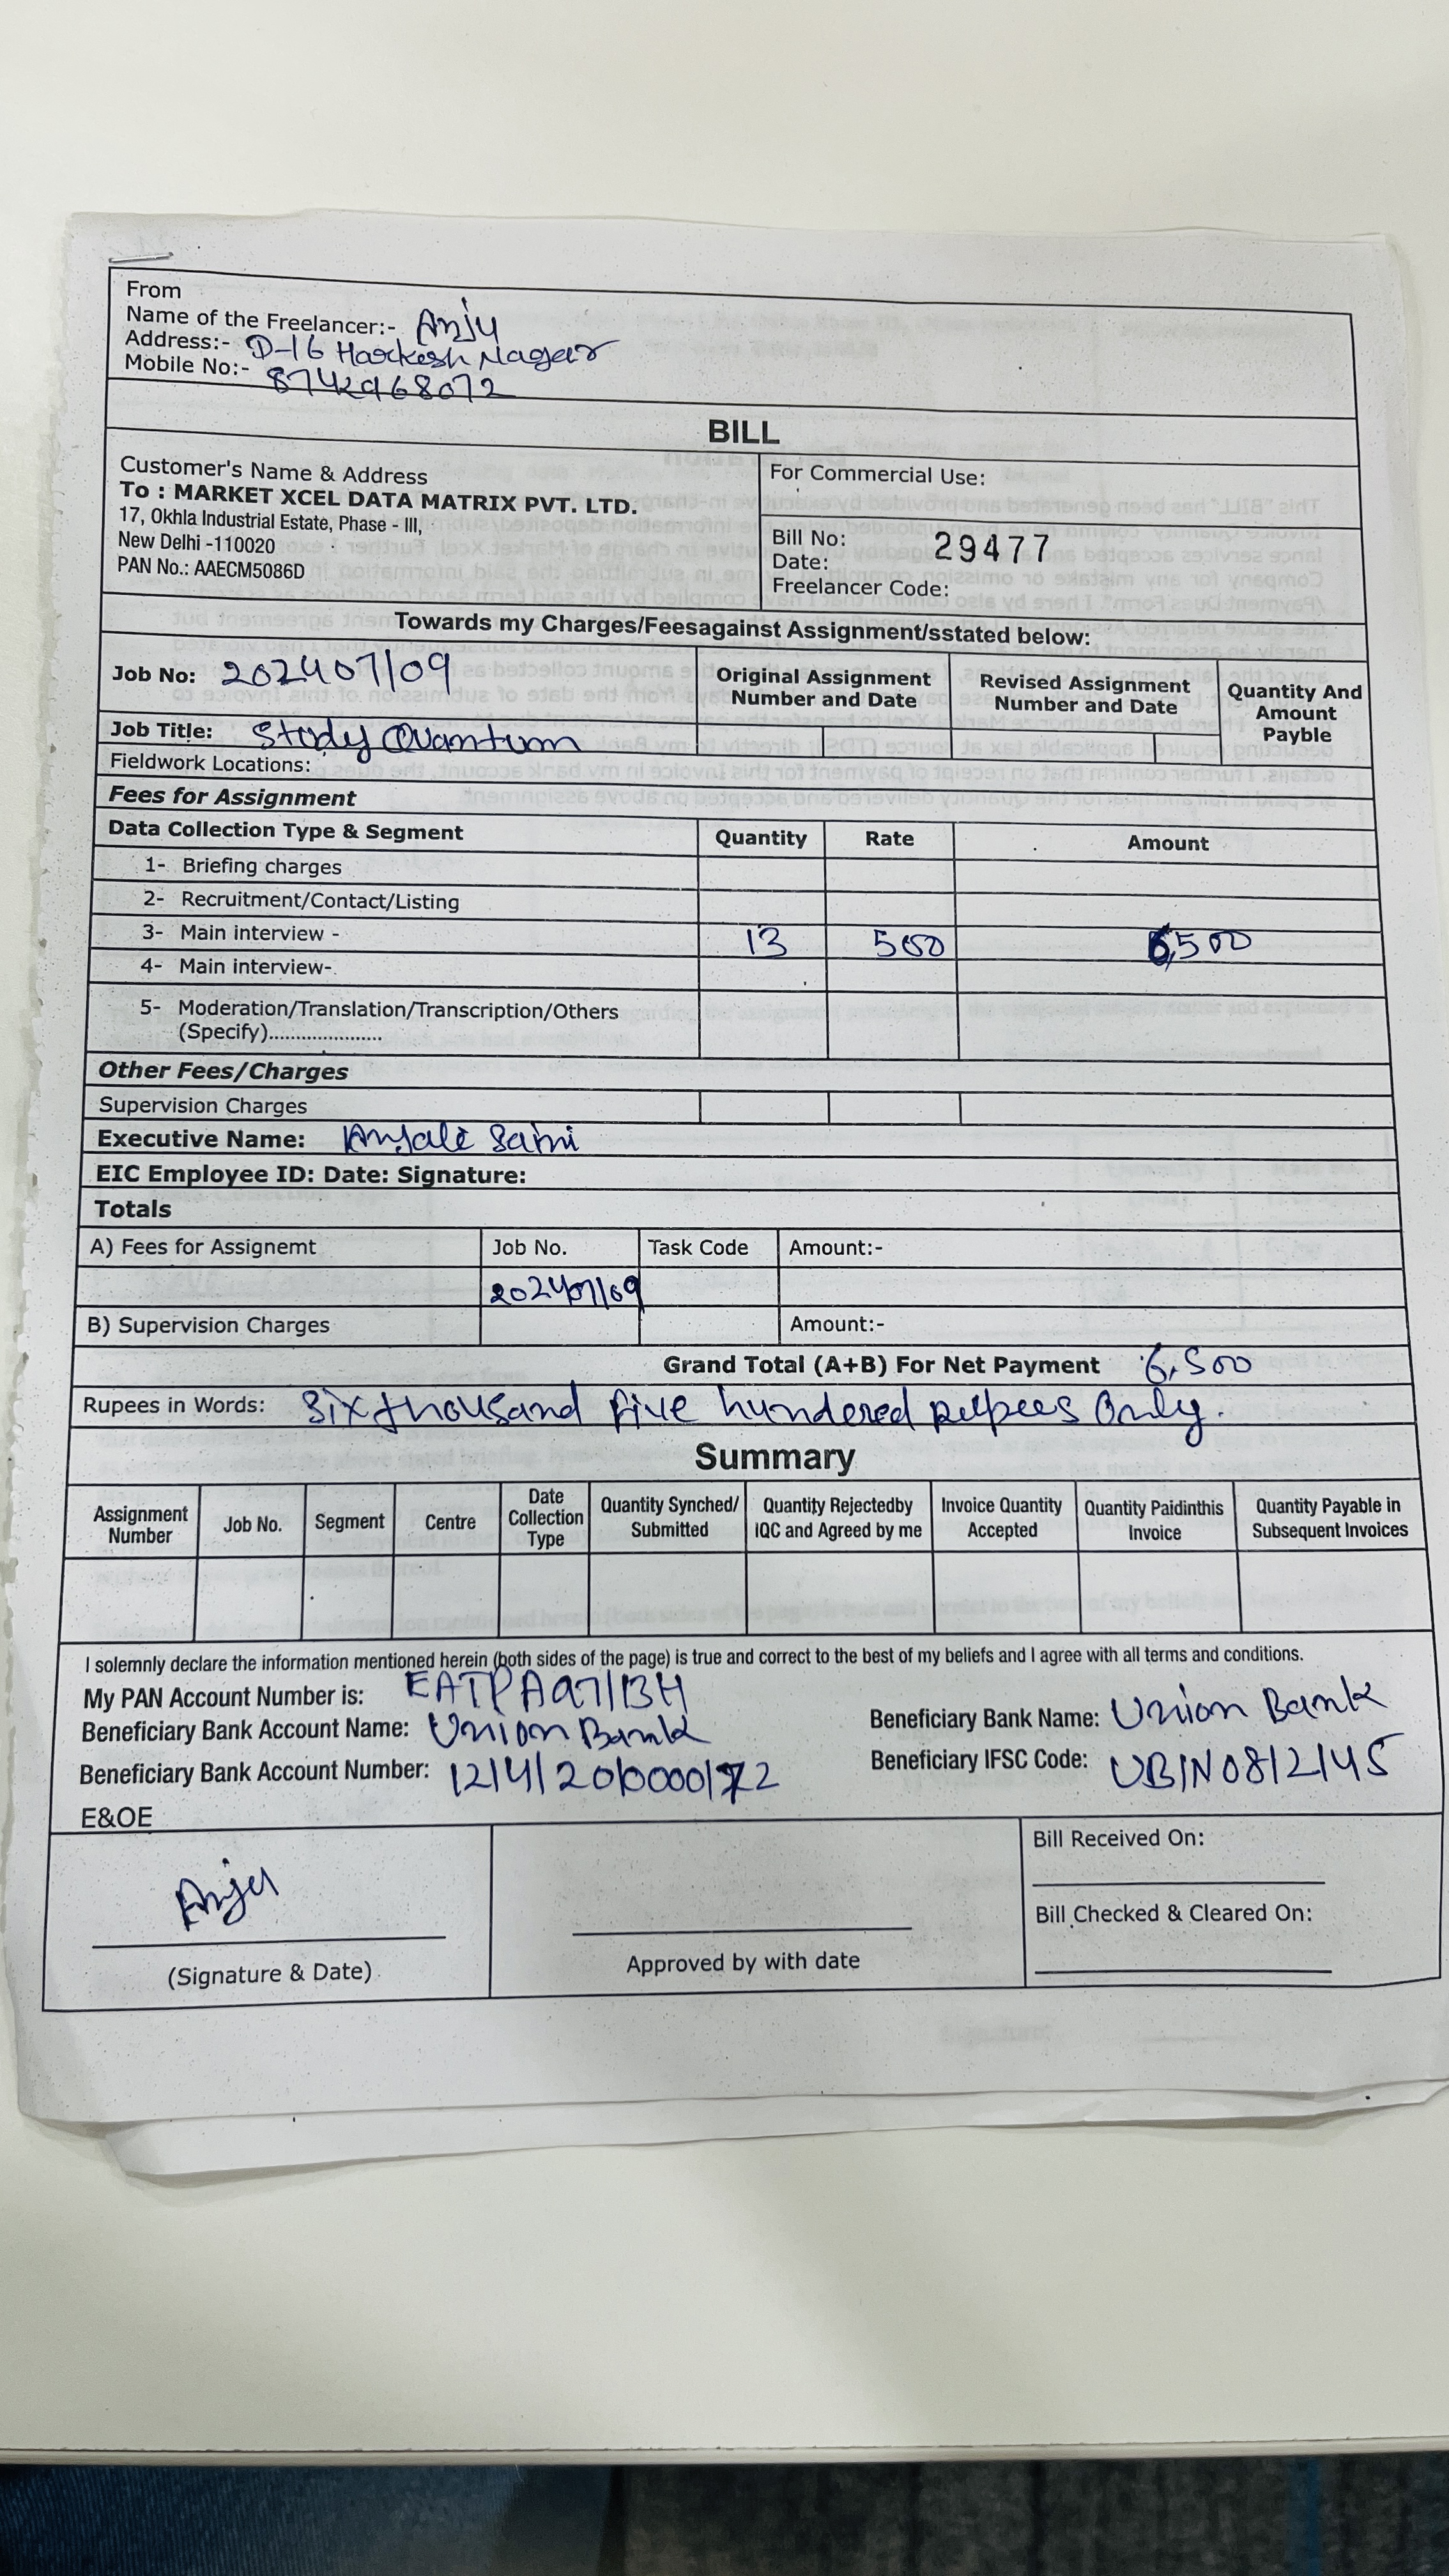 From
Name of the Freelancer:- Anju
Address:- D-16 Harkesh Nagar
Mobile No:- 8742968072
BILL
Customer's Name & Address
To : MARKET XCEL DATA MATRIX PVT. LTD.
17, Okhla Industrial Estate, Phase - III,
New Delhi -110020
PAN No.: AAECM5086D
For Commercial Use:
Bill No: 29477
Date:
Freelancer Code:
Towards my Charges/Feesagainst Assignment/sstated below:
Job No: 202407109
Original Assignment Number and Date
Revised Assignment Number and Date
Quantity And Amount Payble
Job Title: Study Quantum
Fieldwork Locations:
Fees for Assignment
Data Collection Type & Segment Quantity Rate Amount
1- Briefing charges
2- Recruitment/Contact/Listing
3- Main interview - 13 500 6,500
4- Main interview-
5- Moderation/Translation/Transcription/Others
(Specify).....................
Other Fees/Charges
Supervision Charges
Executive Name: Anjali Saini
EIC Employee ID: Date: Signature:
Totals
A) Fees for Assignemt Job No. Task Code Amount:-
202407109
B) Supervision Charges Amount:-
Grand Total (A+B) For Net Payment 6,500
Rupees in Words: Six thousand five hundered rupees Only.
Summary
Assignment Number
Job No.
Segment
Centre
Date Collection Type
Quantity Synched/ Submitted
Quantity Rejectedby IQC and Agreed by me
Invoice Quantity Accepted
Quantity Paidinthis Invoice
Quantity Payable in Subsequent Invoices
I solemnly declare the information mentioned herein (both sides of the page) is true and correct to the best of my beliefs and I agree with all terms and conditions.
My PAN Account Number is: EATPA9713H
Beneficiary Bank Account Name: Union Bank
Beneficiary Bank Name: Union Bank
Beneficiary Bank Account Number:
Beneficiary IFSC Code: UBIN0812145
E&OE
Anju
(Signature & Date)
Approved by with date
Bill Received On:
Bill Checked & Cleared On: